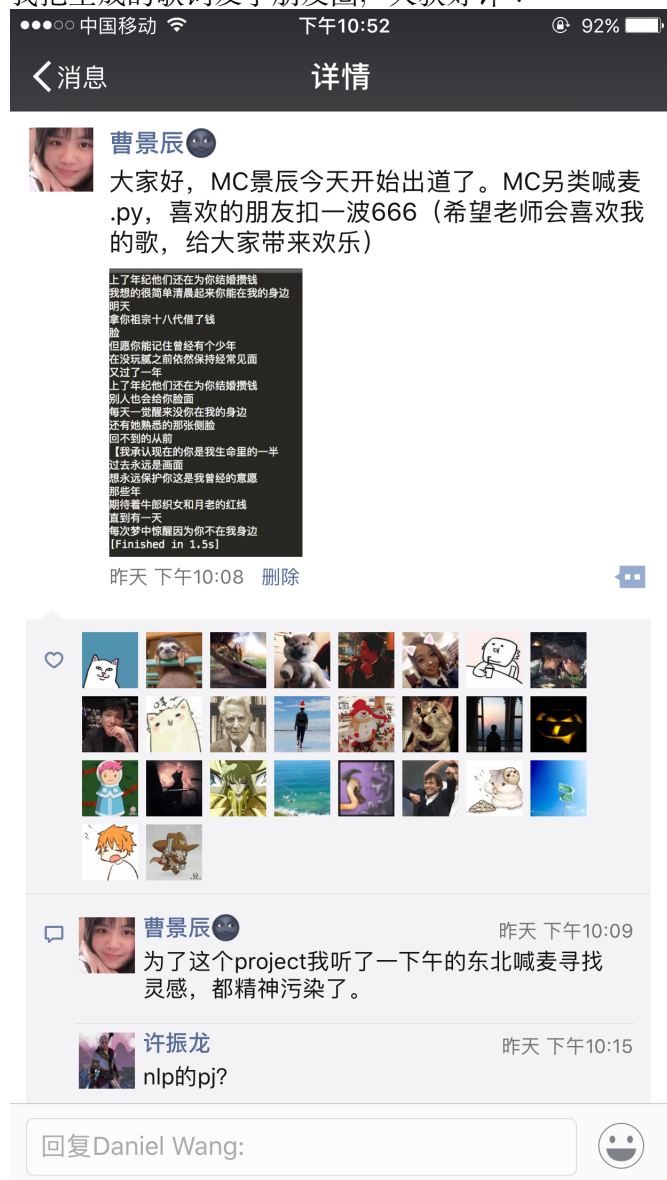 我把生成的歌词发于朋友圈，大获好评！
中国移动 下午10:52 92%
消息 详情
曹景辰
大家好，MC景辰今天开始出道了。MC另类喊麦
.py，喜欢的朋友扣一波666（希望老师会喜欢我
的歌，给大家带来欢乐）
上了年纪他们还在为你结婚攒钱
我想的很简单清晨起来你能在我的身边
明天
拿你祖宗十八代借了钱
脸
但愿你能记住曾经有个少年
在没玩腻之前依然保持经常见面
又过了一年
上了年纪他们还在为你结婚攒钱
别人也会给你脸面
每天一觉醒来没你在我的身边
还有她熟悉的那张侧脸
回不到的从前
【我承认现在的你是我生命里的一半
过去永远是画面
想永远保护你这是我曾经的意愿
那些年
期待着牛郎织女和月老的红线
直到有一天
每次梦中惊醒因为你不在我身边
[Finished in 1.5s]
昨天 下午10:08 删除
曹景辰 昨天 下午10:09
为了这个project我听了一下午的东北喊麦寻找
灵感，都精神污染了。
许振龙 昨天 下午10:15
nlp的pj?
回复Daniel Wang: